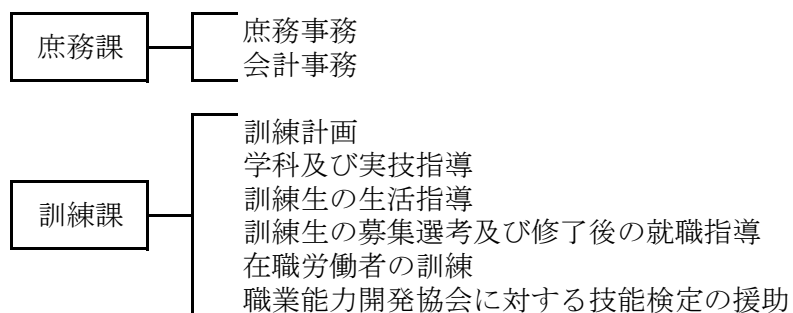 庶務課
庶務事務
会計事務
訓練課
訓練計画
学科及び実技指導
訓練生の生活指導
訓練生の募集選考及び修了後の就職指導
在職労働者の訓練
職業能力開発協会に対する技能検定の援助